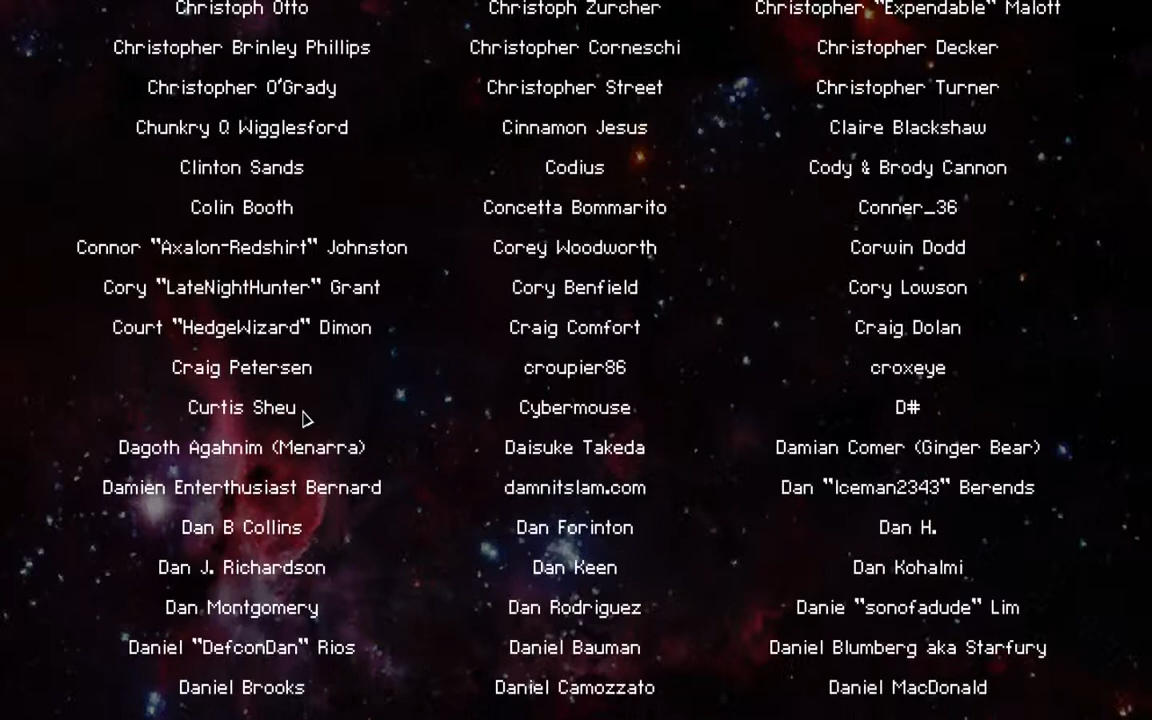 Christoph Otto Christoph Zurcher Christopher "Expendable" Malott
Christopher Brinley Phillips Christopher Corneschi Christopher Decker
Christopher O'Grady Christopher Street Christopher Turner
Chunkry Q Wigglesford Cinnamon Jesus Claire Blackshaw
Clinton Sands Codius Cody & Brody Cannon
Colin Booth Concetta Bommarito Conner_36
Connor "Axalon-Redshirt" Johnston Corey Woodworth Corwin Dodd
Cory "LateNightHunter" Grant Cory Benfield Cory Lowson
Court "HedgeWizard" Dimon Craig Comfort Craig Dolan
Craig Petersen croupier86 croxeye
Curtis Sheu Cybermouse D#
Dagoth Agahnim (Menarra) Daisuke Takeda Damian Comer (Ginger Bear)
Damien Enterthusiast Bernard damnitslam.com Dan "Iceman2343" Berends
Dan B Collins Dan Forinton Dan H.
Dan J. Richardson Dan Keen Dan Kohalmi
Dan Montgomery Dan Rodriguez Danie "sonofadude" Lim
Daniel "DefconDan" Rios Daniel Bauman Daniel Blumberg aka Starfury
Daniel Brooks Daniel Camozzato Daniel MacDonald